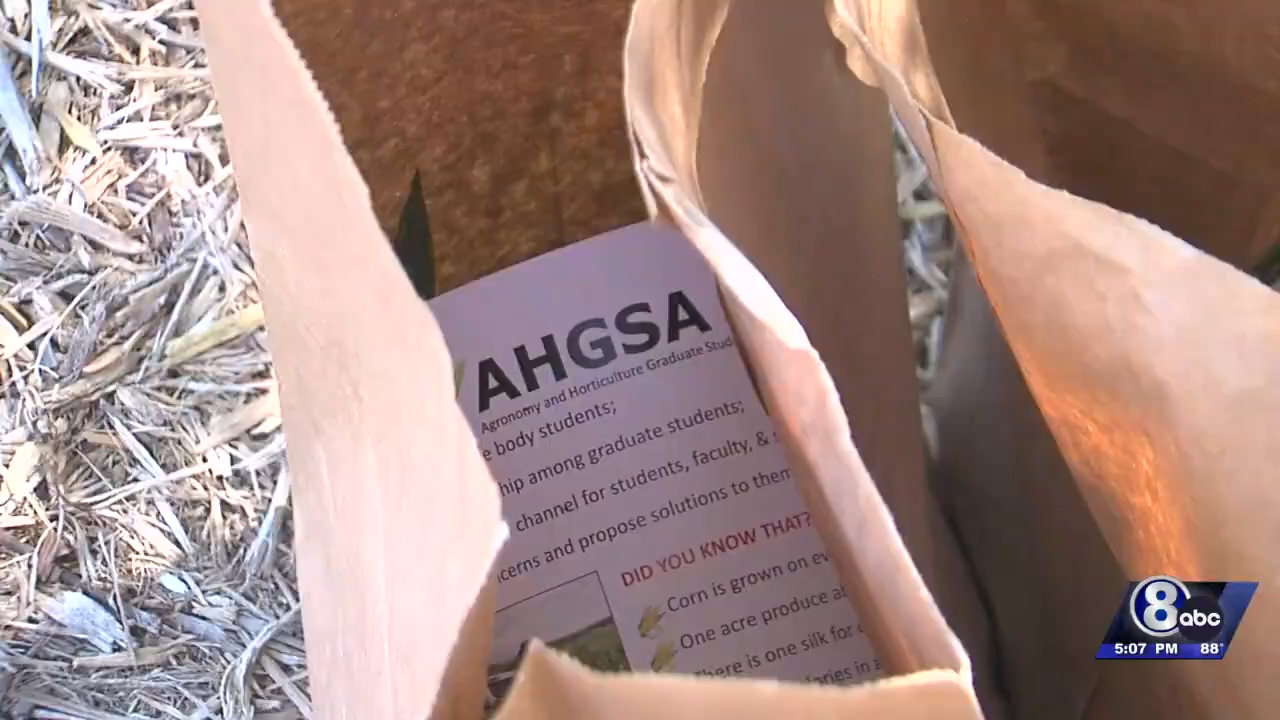 AHGSA
Agronomy and Horticulture Graduate Stud
e body students;
hip among graduate students;
channel for students, faculty, &
cerns and propose solutions to them
DID YOU KNOW THAT?
Corn is grown on ev
One acre produce a
There is one silk for
in a
8 abc
5:07 PM 88°